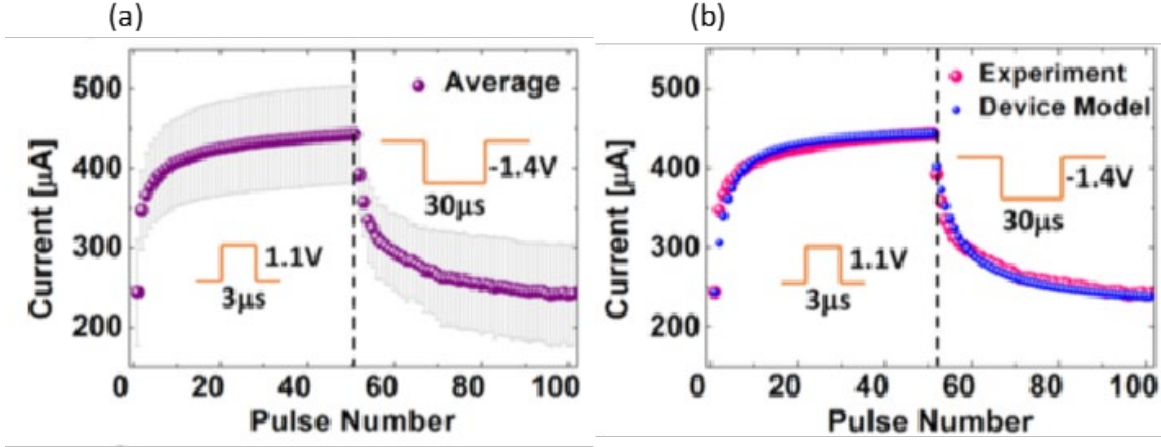 (a)
(b)
500
400
300
200
Current [μA]
Average
-1.4V
30μs
1.1V
3μs
0 20 40 60 80 100
Pulse Number
500
400
300
200
Current [μA]
Experiment
Device Model
-1.4V
30μs
1.1V
3μs
0 20 40 60 80 100
Pulse Number